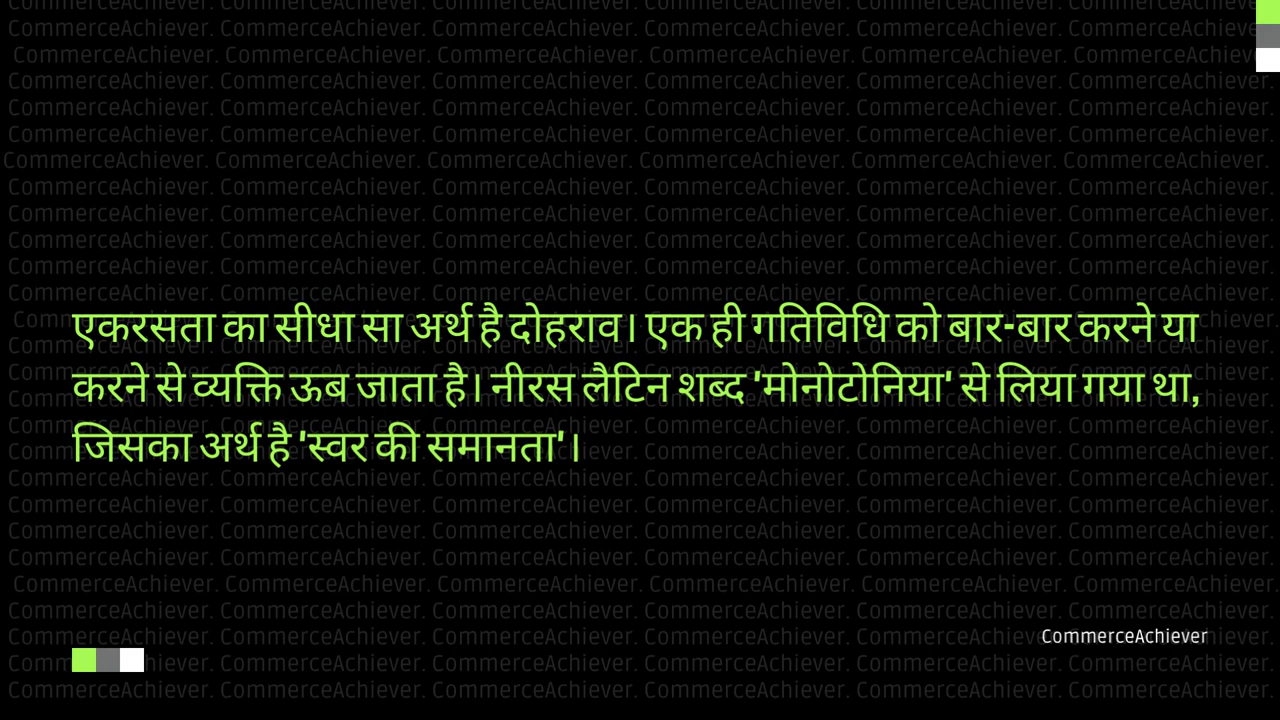 एकरसता का सीधा सा अर्थ है दोहराव। एक ही गतिविधि को बार-बार करने या
करने से व्यक्ति ऊब जाता है। नीरस लैटिन शब्द 'मोनोटोनिया' से लिया गया था,
जिसका अर्थ है 'स्वर की समानता'।
CommerceAchiever